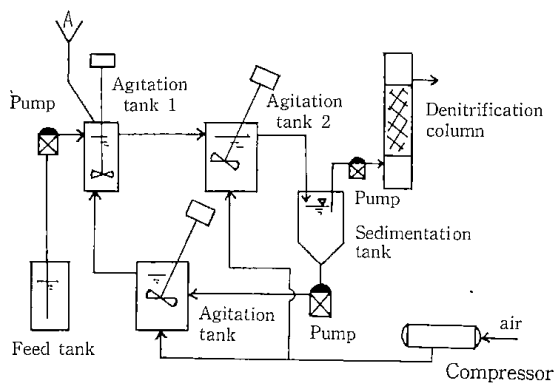 A
Agitation
tank 1
Pump
Agitation
tank 2
Denitrification
column
Pump
Sedimentation
tank
Agitation
tank
Pump
Feed tank
air
Compressor